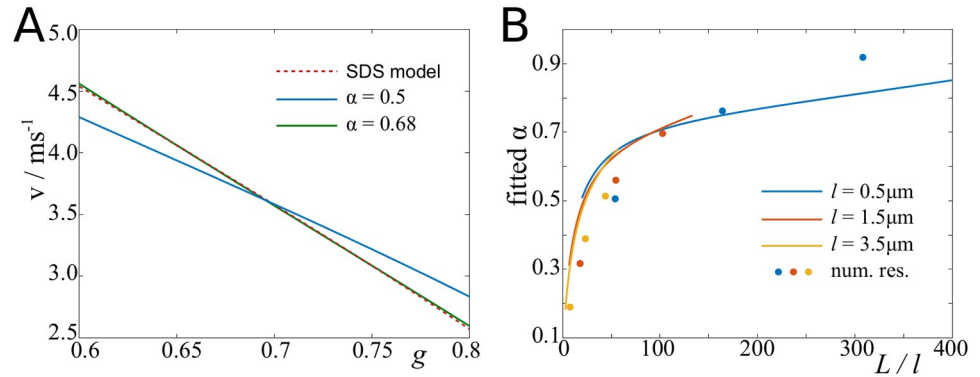 A
5.0
4.5
4.0
3.5
3.0
2.5
v / ms-1
SDS model
α = 0.5
α = 0.68
0.6
0.65
0.7
0.75
0.8
g
B
0.9
0.7
0.5
0.3
0.1
fitted α
l = 0.5μm
l = 1.5μm
l = 3.5μm
num. res.
0
100
200
300
400
L / l